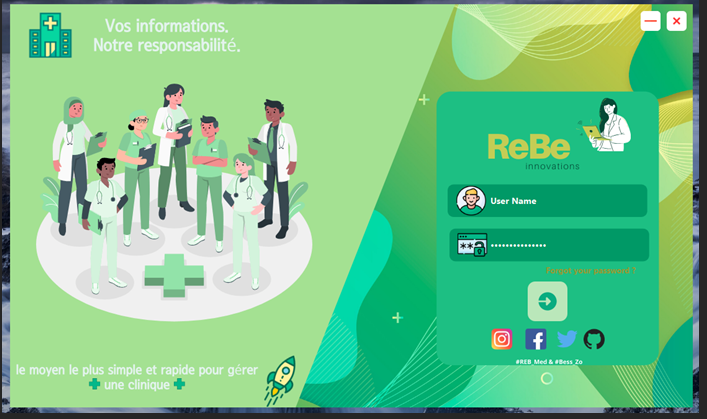 Vos informations.
Notre responsabilité.
ReBe
innovations
User Name
***
Forgot your password ?
#REB_Med & #Bess_Zo
le moyen le plus simple et rapide pour gérer
une clinique